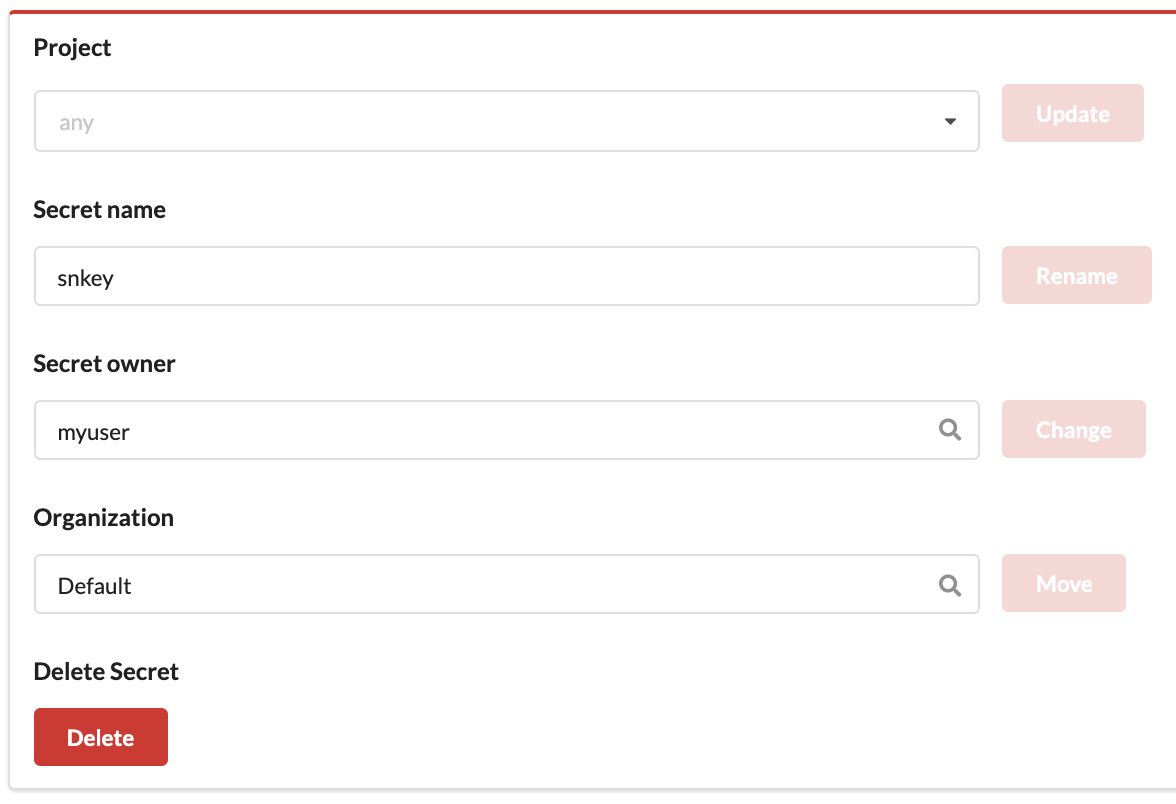 Project
any
Update
Secret name
snkey
Rename
Secret owner
myuser
Change
Organization
Default
Move
Delete Secret
Delete